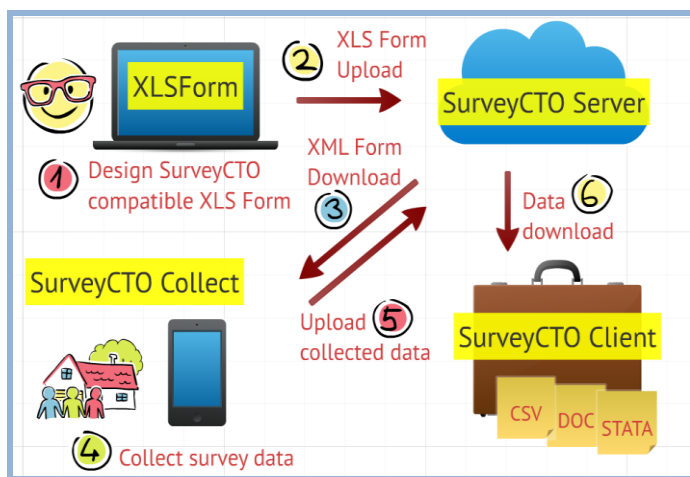 XLSForm
2
XLS Form
Upload
SurveyCTO Server
1
Design SurveyCTO
compatible XLS Form
XML Form
Download
3
Data
6
download
SurveyCTO Collect
Upload
5
collected data
SurveyCTO Client
CSV
DOC
STATA
4
Collect survey data